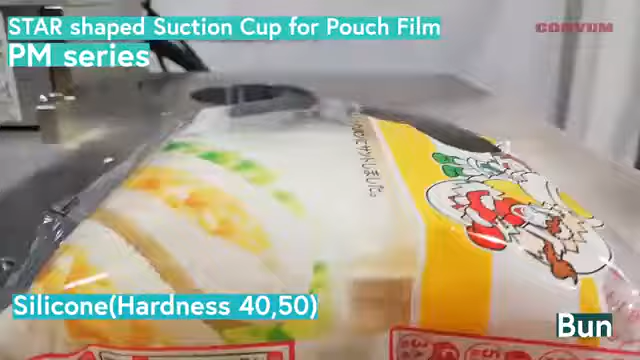 STAR shaped Suction Cup for Pouch Film
CONVUM
PM series
Silicone(Hardness 40,50)
Bun